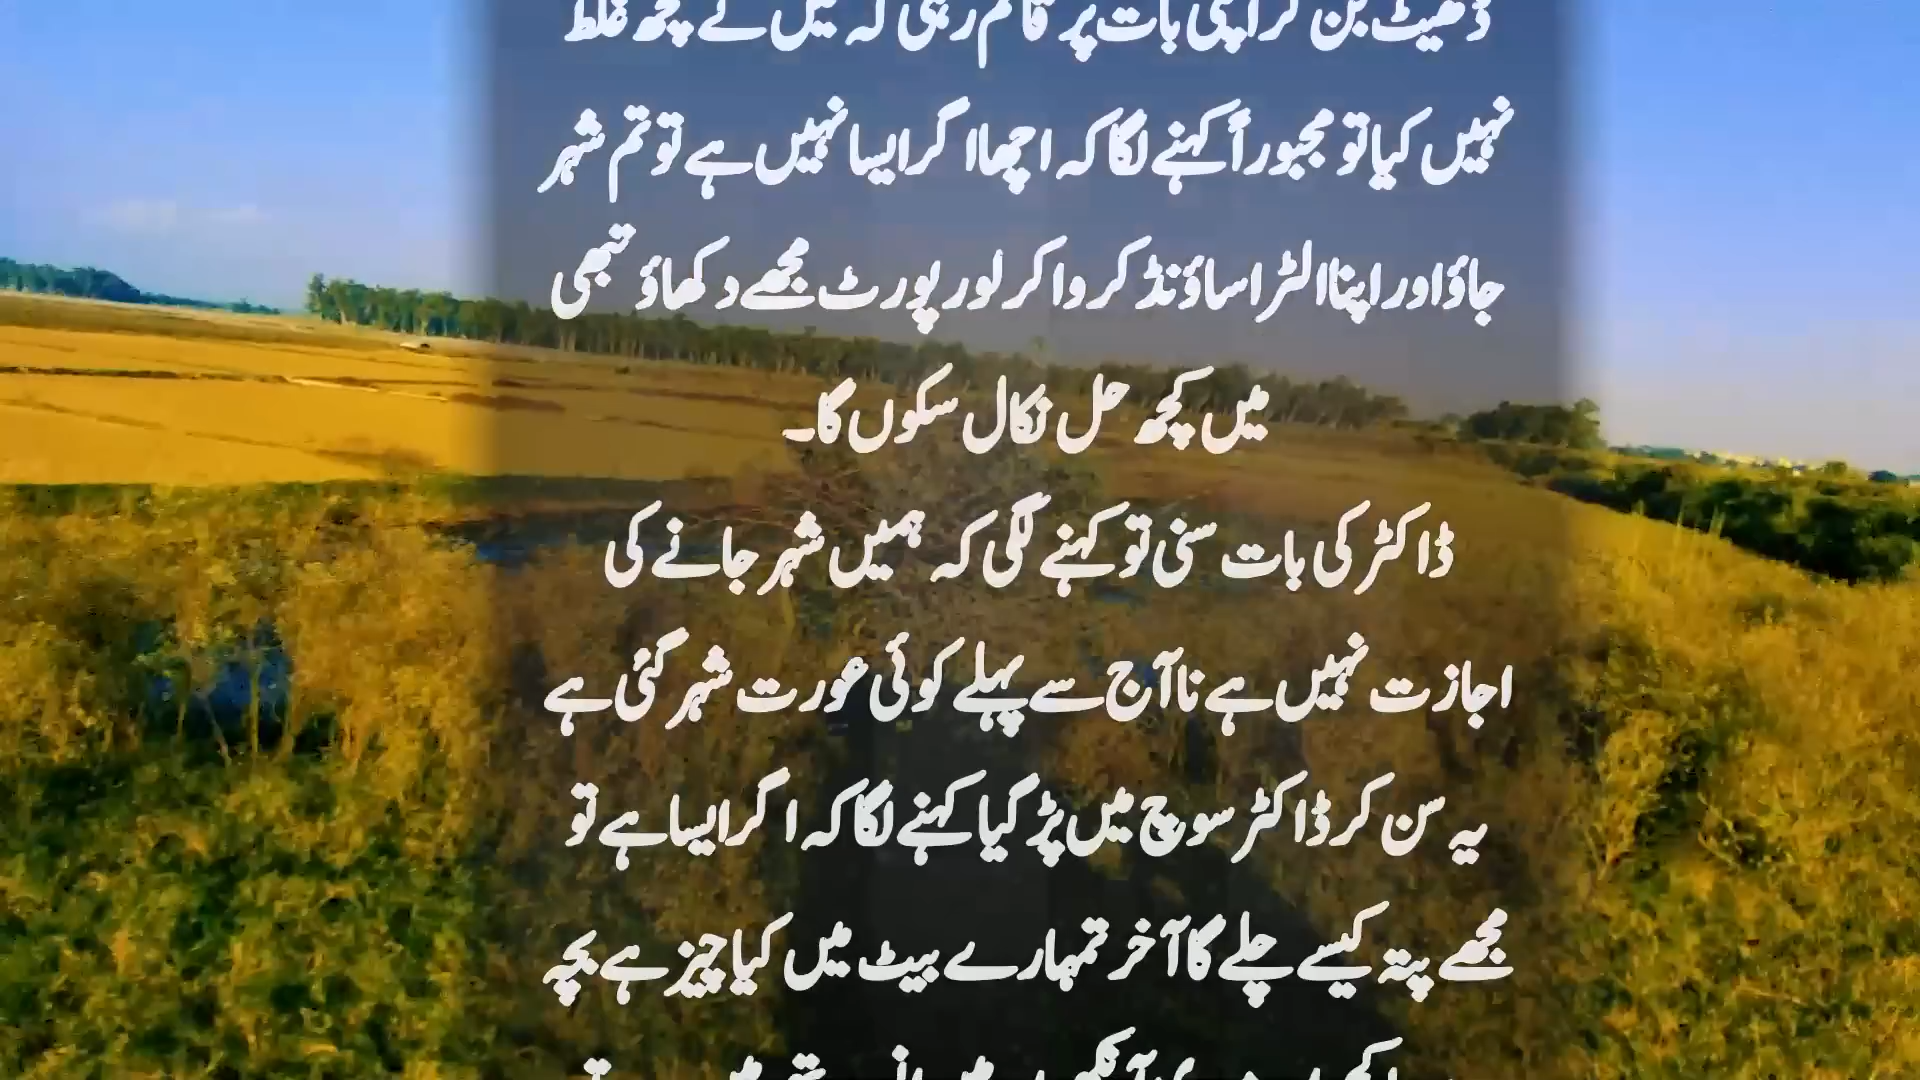 ڈھیٹ بن کر اپنی بات پر قائم رہی کہ میں نے کچھ غلط
نہیں کیا تو مجبوراً کہنے لگا کہ اچھا اگر ایسا نہیں ہے تو تم شہر
جاؤ اور اپنا الٹرا ساؤنڈ کروا کر لو رپورٹ مجھے دکھاؤ تبھی
میں کچھ حل نکال سکوں گا۔
ڈاکٹر کی بات سنی تو کہنے لگی کہ ہمیں شہر جانے کی
اجازت نہیں ہے نا آج سے پہلے کوئی عورت شہر گئی ہے
یہ سن کر ڈاکٹر سوچ میں پڑ گیا کہنے لگا کہ اگر ایسا ہے تو
مجھے پتہ کیسے چلے گا آخر تمہارے پیٹ میں کیا چیز ہے بچہ